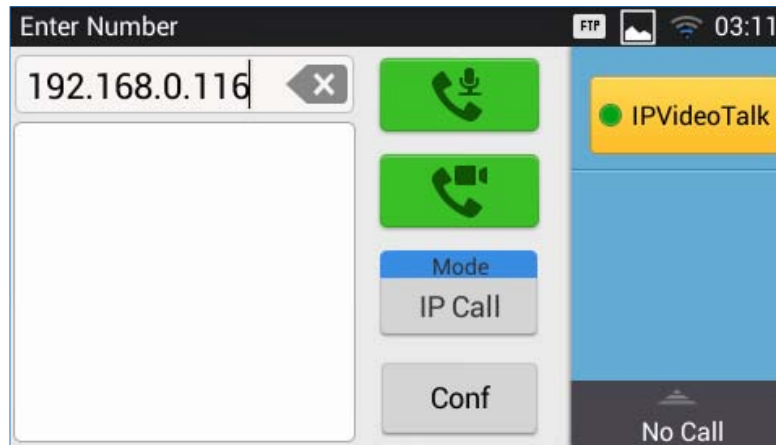 Enter Number
FTP
03:11
192.168.0.116
IPVideoTalk
Mode
IP Call
Conf
No Call